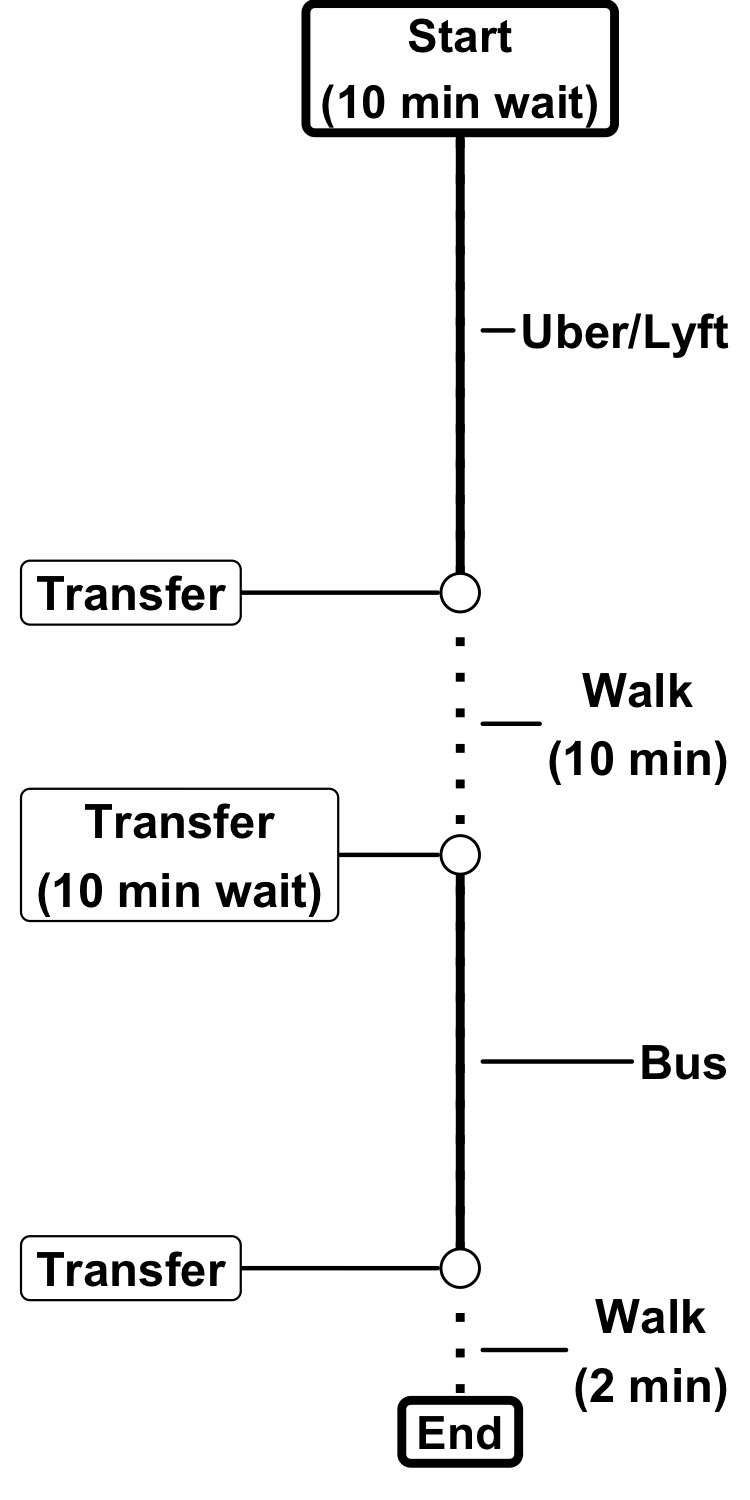 Start
(10 min wait)
Uber/Lyft
Transfer
Walk
(10 min)
Transfer
(10 min wait)
Bus
Transfer
Walk
(2 min)
End